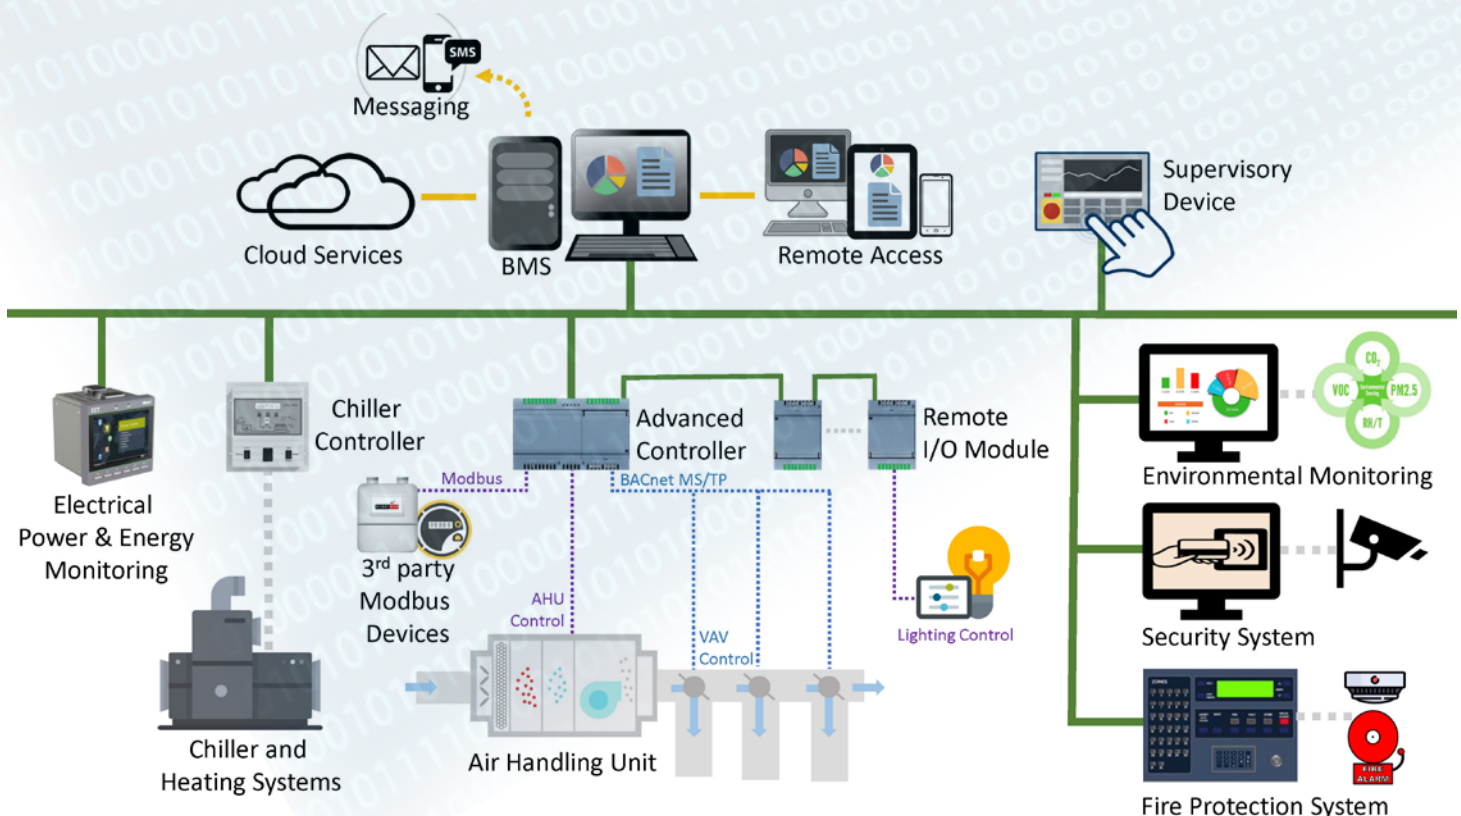 SMS
Messaging
Cloud Services
BMS
Remote Access
Supervisory
Device
Electrical
Power & Energy
Monitoring
Chiller
Controller
Chiller and
Heating Systems
Advanced
Controller
Remote
I/O Module
Modbus
BACnet MS/TP
3rd party
Modbus
Devices
AHU
Control
VAV
Control
Air Handling Unit
Lighting Control
CO2
VOC
PM2.5
RH/T
Environmental Monitoring
Security System
ZONES
FIRE
ALARM
Fire Protection System